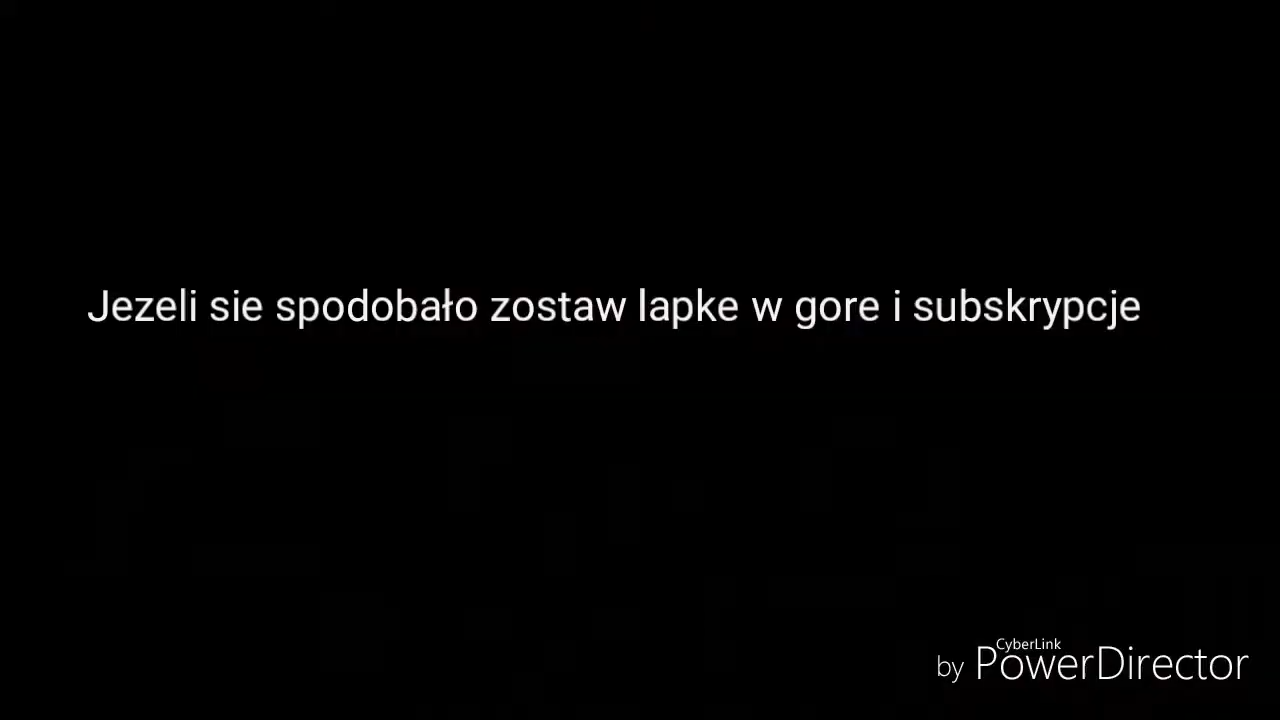 Jezeli sie spodobało zostaw lapke w gore i subskrypcje
CyberLink
by PowerDirector